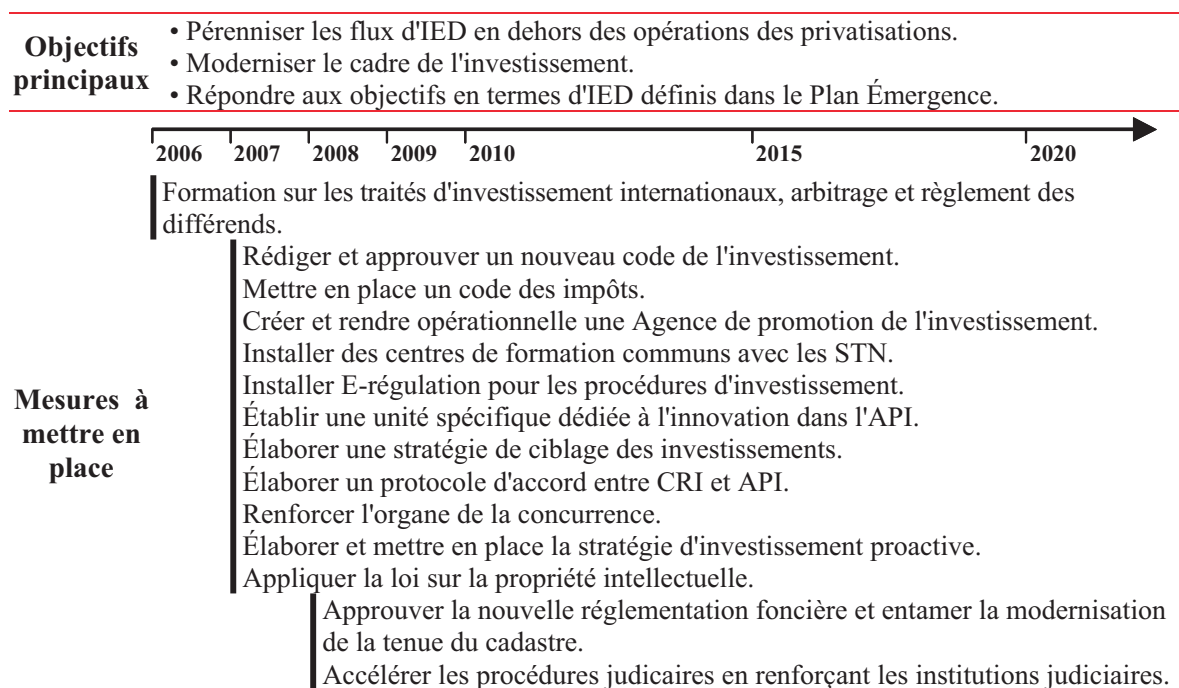 Objectifs
principaux
• Pérenniser les flux d'IED en dehors des opérations des privatisations.
• Moderniser le cadre de l'investissement.
• Répondre aux objectifs en termes d'IED définis dans le Plan Émergence.
2006 2007 2008 2009 2010 2015 2020
Mesures à
mettre en
place
Formation sur les traités d'investissement internationaux, arbitrage et règlement des
différends.
Rédiger et approuver un nouveau code de l'investissement.
Mettre en place un code des impôts.
Créer et rendre opérationnelle une Agence de promotion de l'investissement.
Installer des centres de formation communs avec les STN.
Installer E-régulation pour les procédures d'investissement.
Établir une unité spécifique dédiée à l'innovation dans l'API.
Élaborer une stratégie de ciblage des investissements.
Élaborer un protocole d'accord entre CRI et API.
Renforcer l'organe de la concurrence.
Élaborer et mettre en place la stratégie d'investissement proactive.
Appliquer la loi sur la propriété intellectuelle.
Approuver la nouvelle réglementation foncière et entamer la modernisation
de la tenue du cadastre.
Accélérer les procédures judicaires en renforçant les institutions judiciaires.